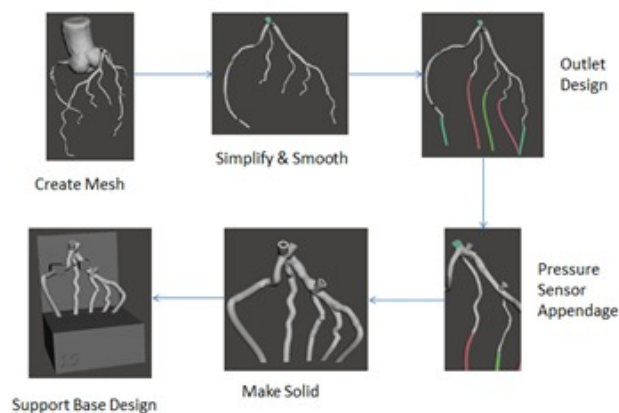 Create Mesh
Simplify & Smooth
Outlet
Design
Pressure
Sensor
Appendage
Make Solid
Support Base Design